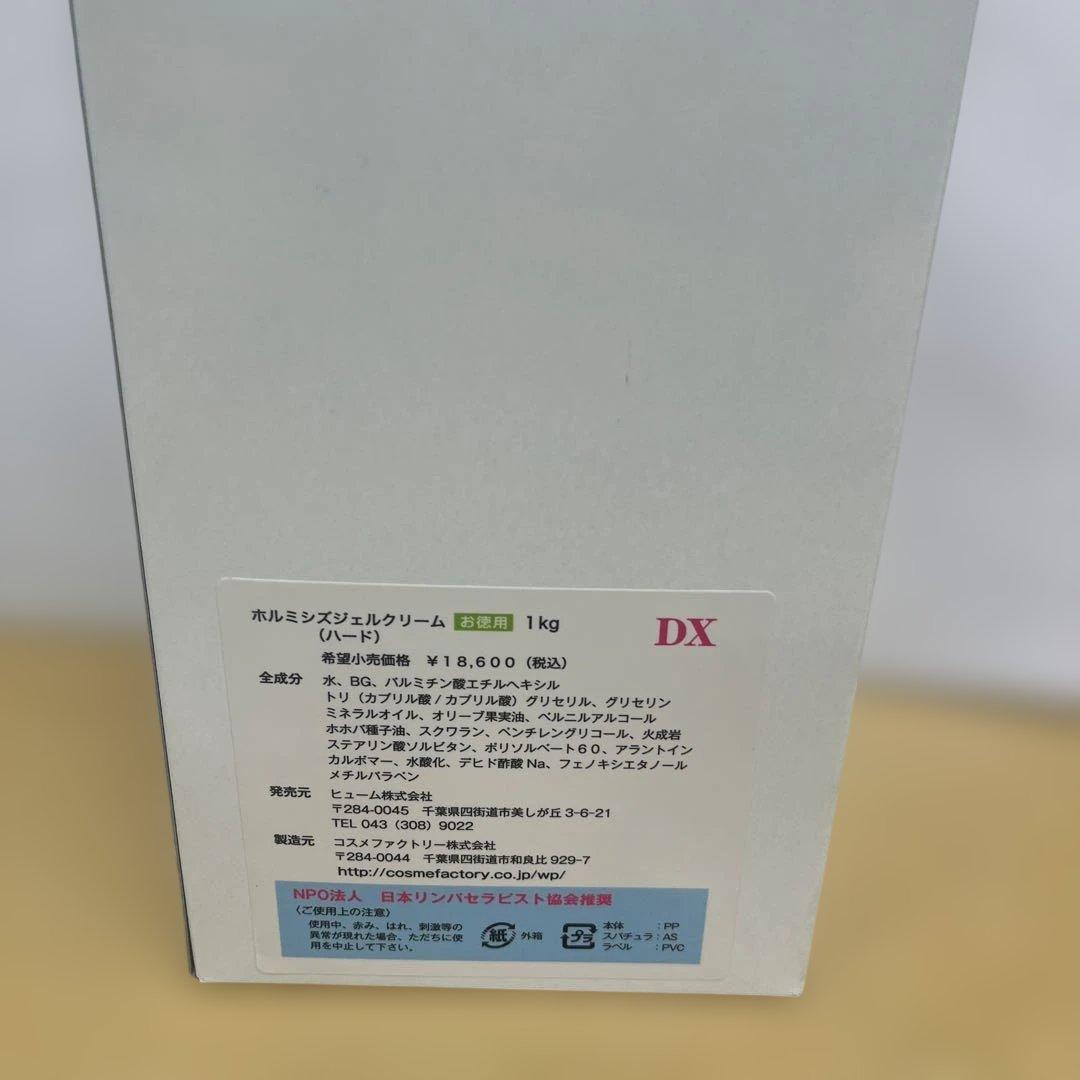 ホルミシズジェルクリーム お徳用 1kg
（ハード）
DX
希望小売価格 ￥18,600（税込）
全成分 水、BG、パルミチン酸エチルヘキシル
トリ（カプリル酸/カプリル酸）グリセリル、グリセリン
ミネラルオイル、オリーブ果実油、ベルニルアルコール
ホホバ種子油、スクワラン、ペンチレングリコール、火成岩
ステアリン酸ソルビタン、ポリソルベート60、アラントイン
カルボマー、水酸化、デヒド酢酸Na、フェノキシエタノール
メチルパラベン
発売元 ヒューム株式会社
〒284-0045 千葉県四街道市美しが丘3-6-21
TEL 043（308）9022
製造元 コスメファクトリー株式会社
〒284-0044 千葉県四街道市和良比929-7
http://cosmefactory.co.jp/wp/
NPO法人 日本リンパセラピスト協会推奨
〈ご使用上の注意〉
使用中、赤み、はれ、刺激等の
異常が現れた場合、ただちに使
用を中止して下さい。
紙 外箱
プラ
本体 ：PP
スパチュラ：AS
ラベル ：PVC